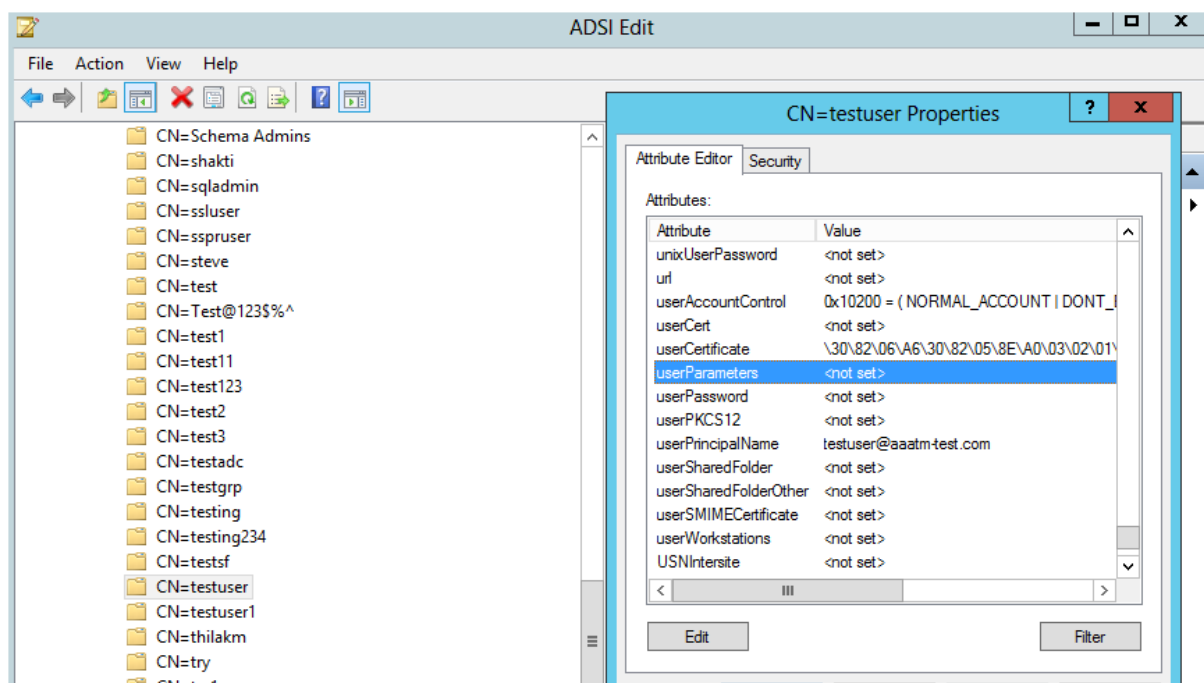 ADSI Edit
File Action View Help
CN=Schema Admins
CN=shakti
CN=sqladmin
CN=ssluser
CN=sspruser
CN=steve
CN=test
CN=Test@123$%^
CN=test1
CN=test11
CN=test123
CN=test2
CN=test3
CN=testadc
CN=testgrp
CN=testing
CN=testing234
CN=testsf
CN=testuser
CN=testuser1
CN=thilakm
CN=try
CN=testuser Properties
? x
Attribute Editor Security
Attributes:
Attribute Value
unixUserPassword <not set>
url <not set>
userAccountControl 0x10200 = ( NORMAL_ACCOUNT | DONT_
userCert <not set>
userCertificate \30\82\06\A6\30\82\05\8E\A0\03\02\01\
userParameters <not set>
userPassword <not set>
userPKCS12 <not set>
userPrincipalName testuser@aaatm-test.com
userSharedFolder <not set>
userSharedFolderOther <not set>
userSMIMECertificate <not set>
userWorkstations <not set>
USNIntersite <not set>
Edit Filter